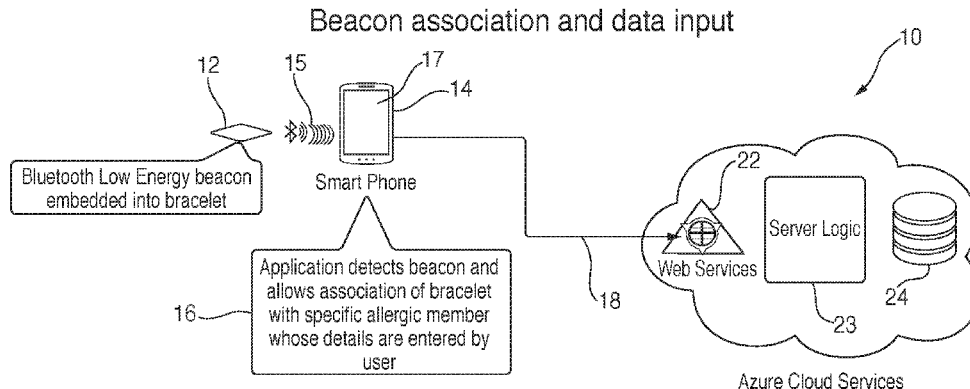 Beacon association and data input
10
12
15
17
14
Bluetooth Low Energy beacon
embedded into bracelet
Smart Phone
22
Server Logic
Web Services
16
Application detects beacon and
allows association of bracelet
with specific allergic member
whose details are entered by
user
18
23
24
Azure Cloud Services